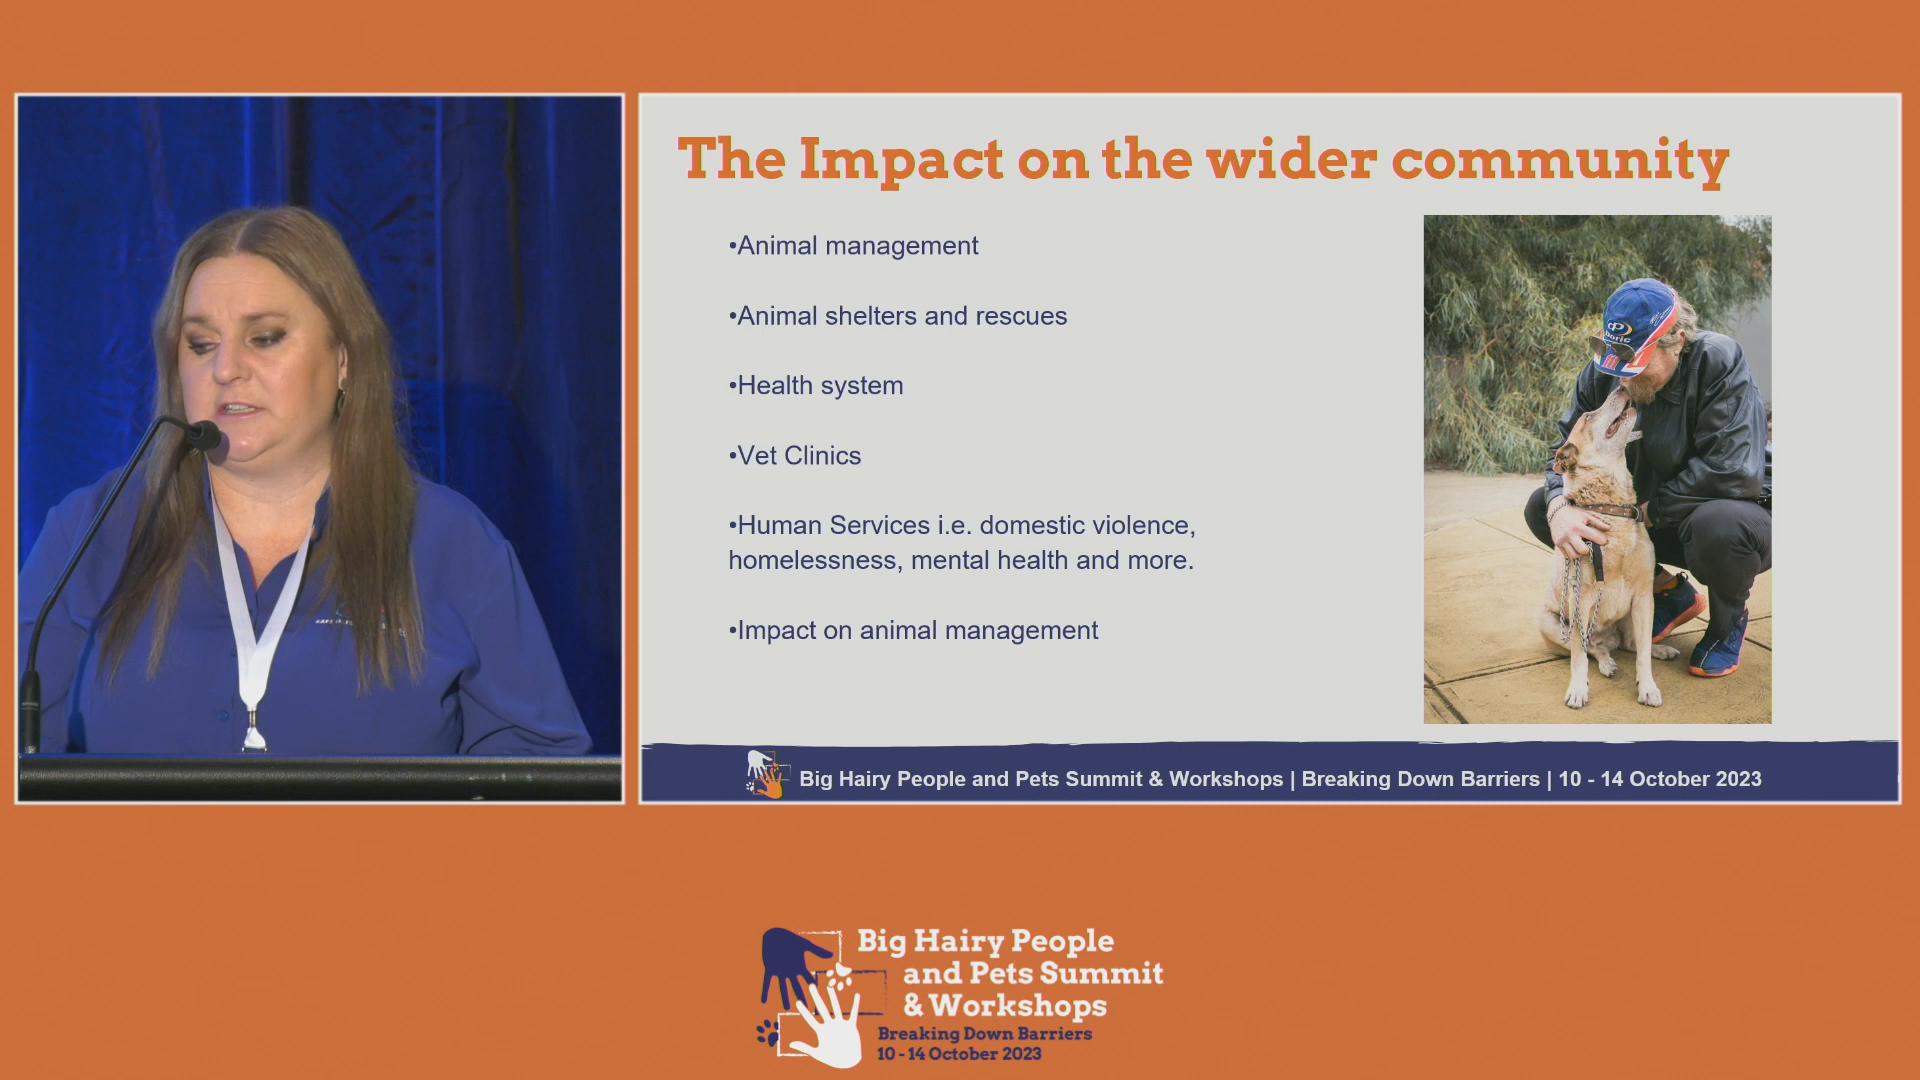 The Impact on the wider community
•Animal management
•Animal shelters and rescues
•Health system
•Vet Clinics
•Human Services i.e. domestic violence,
homelessness, mental health and more.
•Impact on animal management
Doric
Big Hairy People and Pets Summit & Workshops | Breaking Down Barriers | 10 - 14 October 2023
Big Hairy People
and Pets Summit
& Workshops
Breaking Down Barriers
10 - 14 October 2023